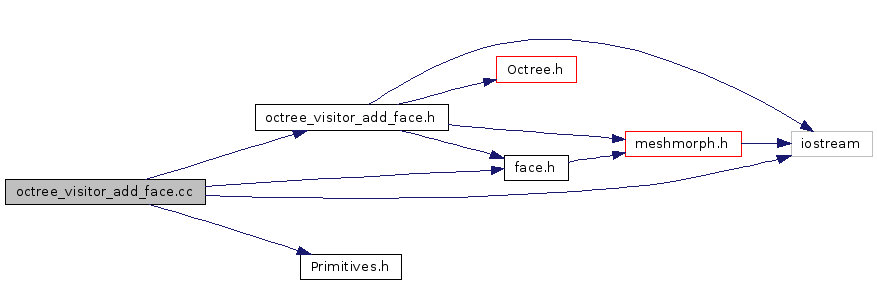 Octree.h
octree_visitor_add_face.h
meshmorph.h
iostream
face.h
octree_visitor_add_face.cc
Primitives.h